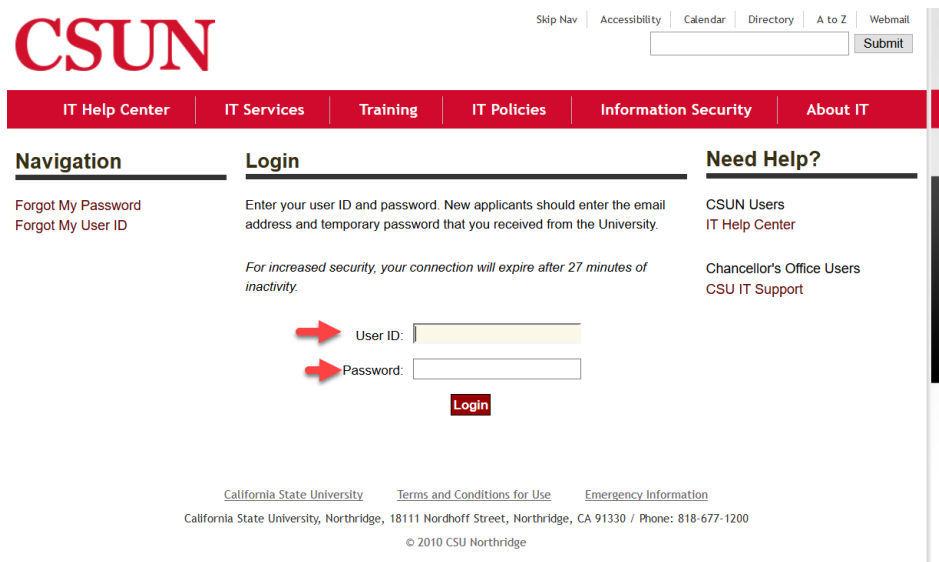 CSUN
Skip Nav Accessibility Calendar Directory A to Z Webmail
Submit
IT Help Center IT Services Training IT Policies Information Security About IT
Navigation
Forgot My Password
Forgot My User ID
Login
Enter your user ID and password. New applicants should enter the email
address and temporary password that you received from the University.
For increased security, your connection will expire after 27 minutes of
inactivity.
User ID:
Password:
Login
Need Help?
CSUN Users
IT Help Center
Chancellor's Office Users
CSU IT Support
California State University Terms and Conditions for Use Emergency Information
California State University, Northridge, 18111 Nordhoff Street, Northridge, CA 91330 / Phone: 818-677-1200
© 2010 CSU Northridge